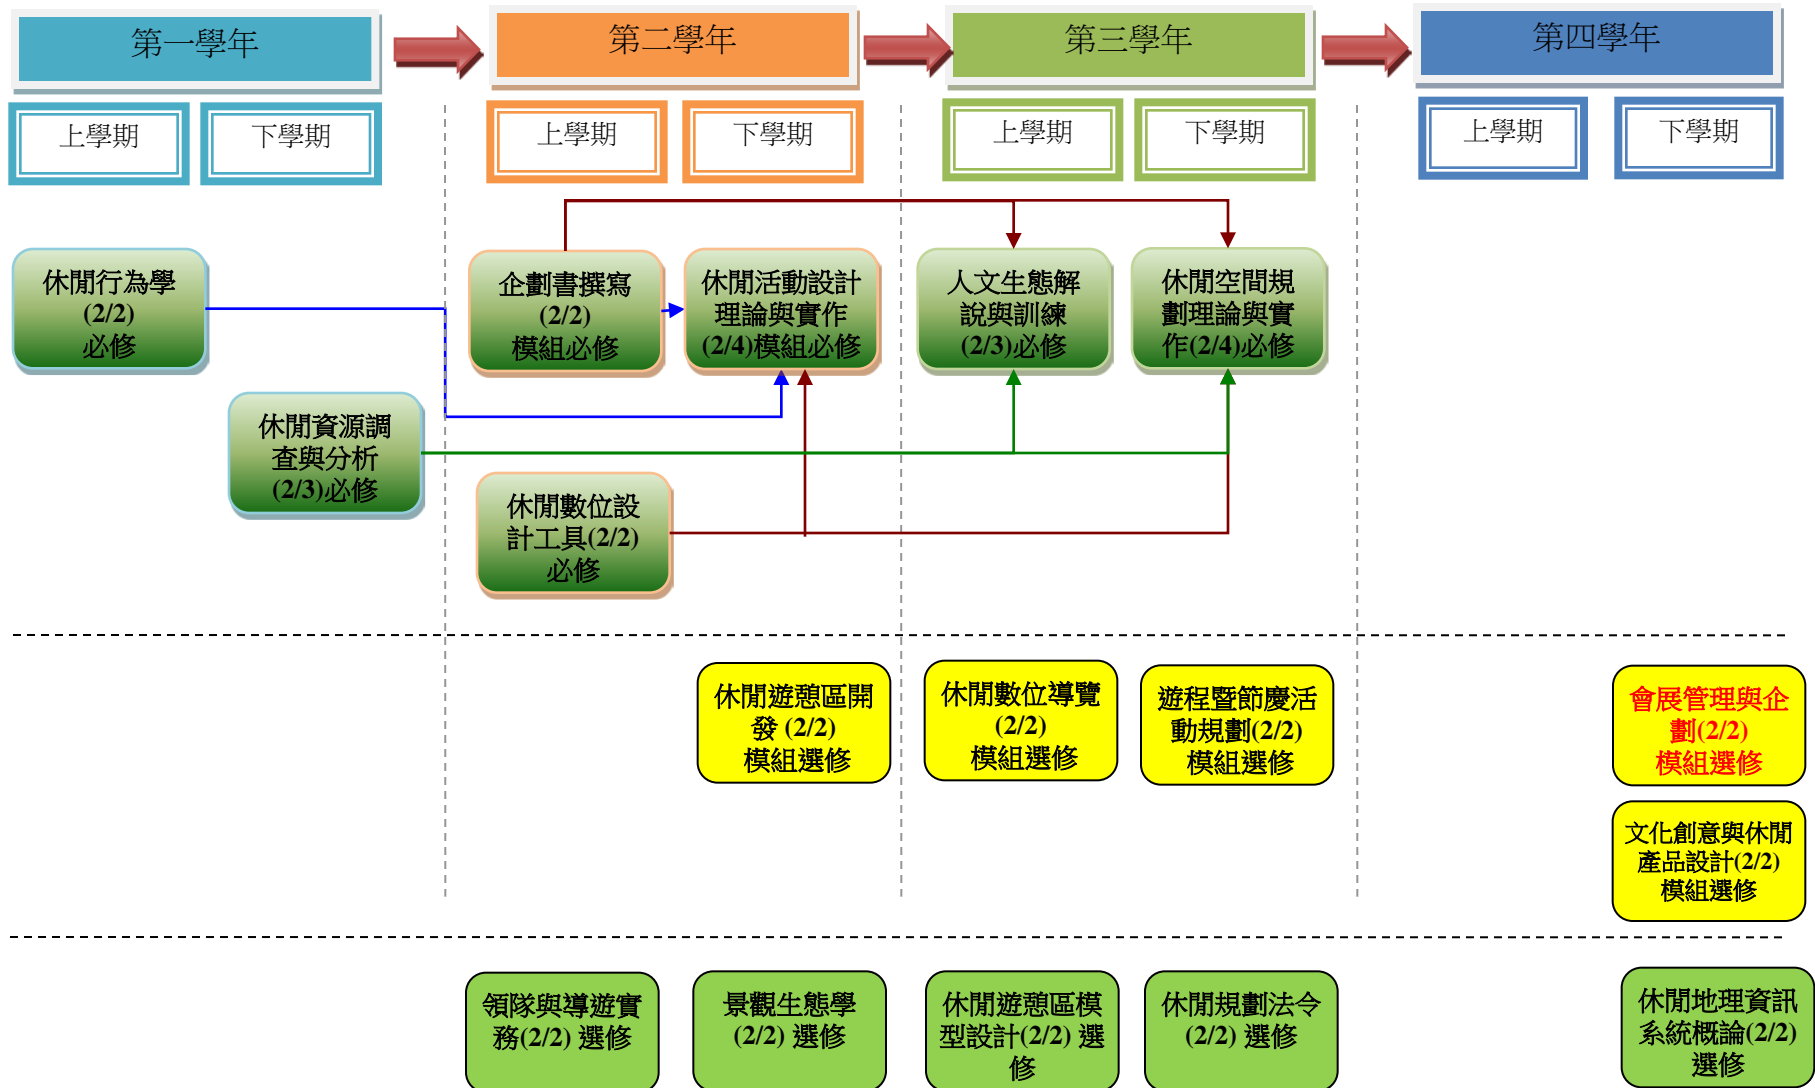 第一學年
第二學年
第三學年
第四學年
上學期
下學期
上學期
下學期
上學期
下學期
上學期
下學期
休閒行為學
(2/2)
必修
企劃書撰寫
(2/2)
模組必修
休閒活動設計
理論與實作
(2/4)模組必修
人文生態解
說與訓練
(2/3)必修
休閒空間規
劃理論與實
作(2/4)必修
休閒資源調
查與分析
(2/3)必修
休閒數位設
計工具(2/2)
必修
休閒遊憩區開
發 (2/2)
模組選修
休閒數位導覽
(2/2)
模組選修
遊程暨節慶活
動規劃(2/2)
模組選修
會展管理與企
劃(2/2)
模組選修
文化創意與休閒
產品設計(2/2)
模組選修
領隊與導遊實
務(2/2) 選修
景觀生態學
(2/2) 選修
休閒遊憩區模
型設計(2/2) 選
修
休閒規劃法令
(2/2) 選修
休閒地理資訊
系統概論(2/2)
選修